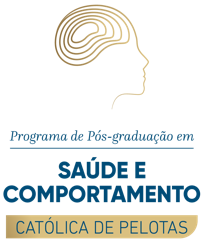 Programa de Pós-graduação em
SAÚDE E
COMPORTAMENTO
CATÓLICA DE PELOTAS